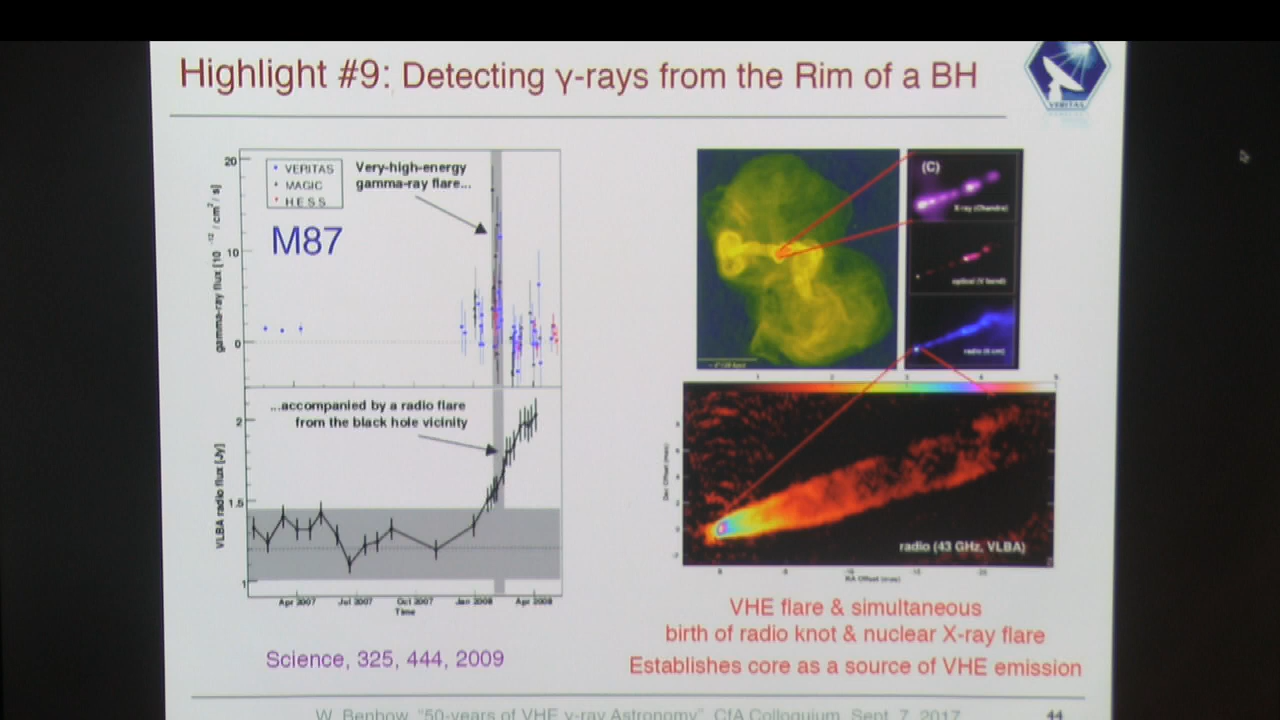 Highlight #9: Detecting γ-rays from the Rim of a BH
VERITAS
20
10
0
gamma-ray flux [10⁻¹² / cm² / s]
VERITAS
MAGIC
H.E.S.S
M87
Very-high-energy
gamma-ray flare...
...accompanied by a radio flare
from the black hole vicinity
2
1.5
1
VLBA radio flux [Jy]
Apr 2007 Jul 2007 Oct 2007 Jan 2008 Apr 2008
Time
Science, 325, 444, 2009
(C)
X-ray (Chandra)
optical (V band)
radio (6 cm)
radio (43 GHz, VLBA)
RA Offset (mas)
VHE flare & simultaneous
birth of radio knot & nuclear X-ray flare
Establishes core as a source of VHE emission
W. Benbow, "50-years of VHE γ-ray Astronomy", CfA Colloquium, Sept. 7, 2017
44